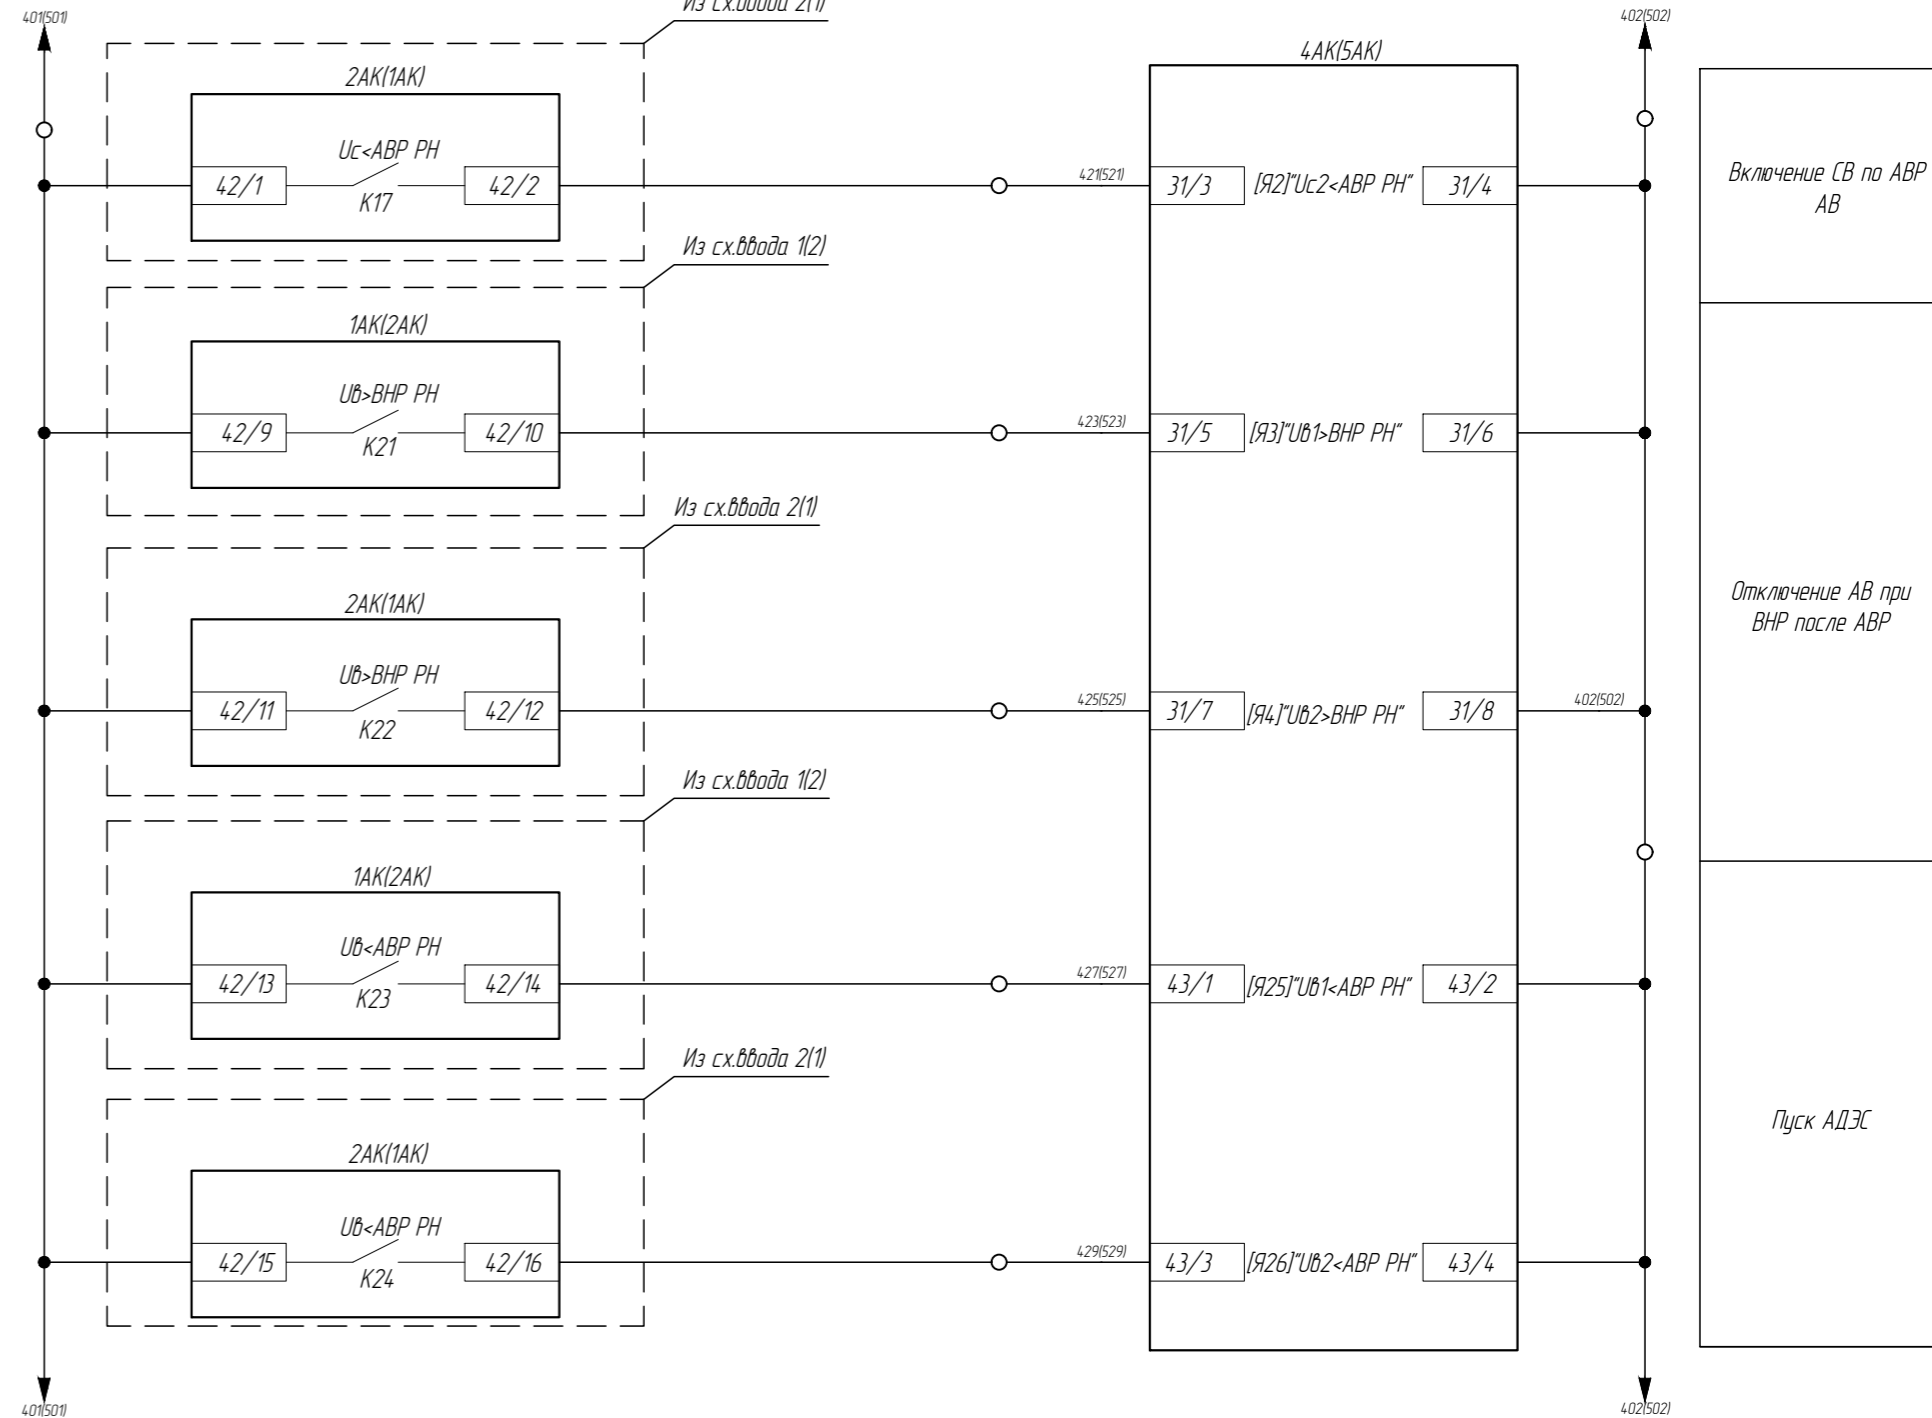 401(501)
Из сх.ввода 2(1)
402(502)
4АК(5АК)
2АК(1АК)
Uc<АВР РН
42/1
К17
42/2
421(521)
31/3
[Я2]"Uc2<АВР РН"
31/4
Включение СВ по АВР
АВ
Из сх.ввода 1(2)
1АК(2АК)
Uв>ВНР РН
42/9
К21
42/10
423(523)
31/5
[Я3]"Uв1>ВНР РН"
31/6
Из сх.ввода 2(1)
Отключение АВ при
ВНР после АВР
2АК(1АК)
Uв>ВНР РН
42/11
К22
42/12
425(525)
31/7
[Я4]"Uв2>ВНР РН"
31/8
402(502)
Из сх.ввода 1(2)
1АК(2АК)
Uв<АВР РН
42/13
К23
42/14
427(527)
43/1
[Я25]"Uв1<АВР РН"
43/2
Из сх.ввода 2(1)
Пуск АДЭС
2АК(1АК)
Uв<АВР РН
42/15
К24
42/16
429(529)
43/3
[Я26]"Uв2<АВР РН"
43/4
401(501)
402(502)